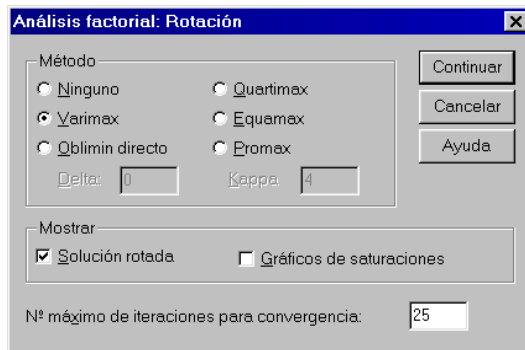 Análisis factorial: Rotación
Método
Ninguno
Quartimax
Varimax
Equamax
Oblimin directo
Promax
Delta: 0
Kappa 4
Continuar
Cancelar
Ayuda
Mostrar
Solución rotada
Gráficos de saturaciones
Nº máximo de iteraciones para convergencia: 25